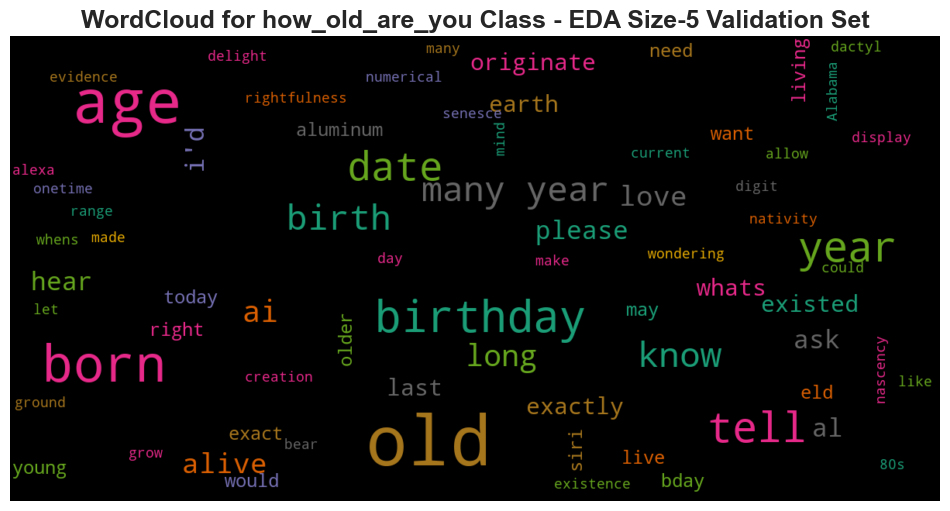 WordCloud for how_old_are_you Class - EDA Size-5 Validation Set
delight
many
originate
need
living
dactyl
evidence
age
numerical
rightfulness
senesce
earth
Alabama
i'd
aluminum
mind
want
display
alexa
date
current
allow
onetime
many year
love
digit
range
birth
please
nativity
whens
made
day
make
wondering
year
could
hear
today
whats
existed
let
ai
birthday
may
right
older
long
know
ask
born
creation
last
nascency
like
ground
exactly
eld
old
tell
al
exact
bear
siri
grow
young
alive
would
live
existence
bday
80s